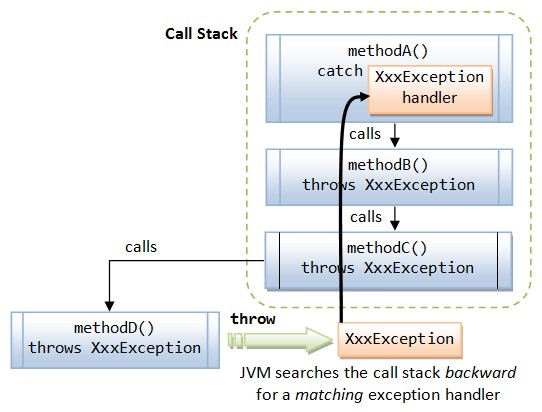 Call Stack
methodA()
catch
XxxException
handler
calls
methodB()
throws XxxException
calls
methodC()
throws XxxException
calls
methodD()
throws XxxException
throw
XxxException
JVM searches the call stack backward
for a matching exception handler